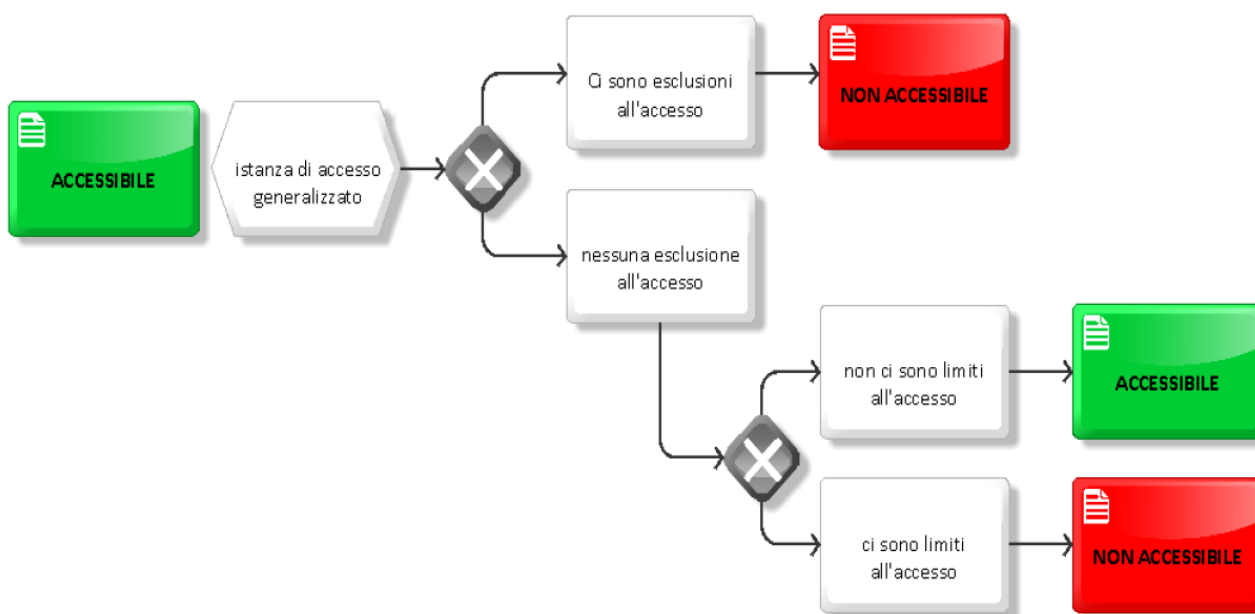 Ci sono esclusioni
all'accesso
NON ACCESSIBILE
ACCESSIBILE
istanza di accesso
generalizzato
nessuna esclusione
all'accesso
non ci sono limiti
all'accesso
ACCESSIBILE
ci sono limiti
all'accesso
NON ACCESSIBILE